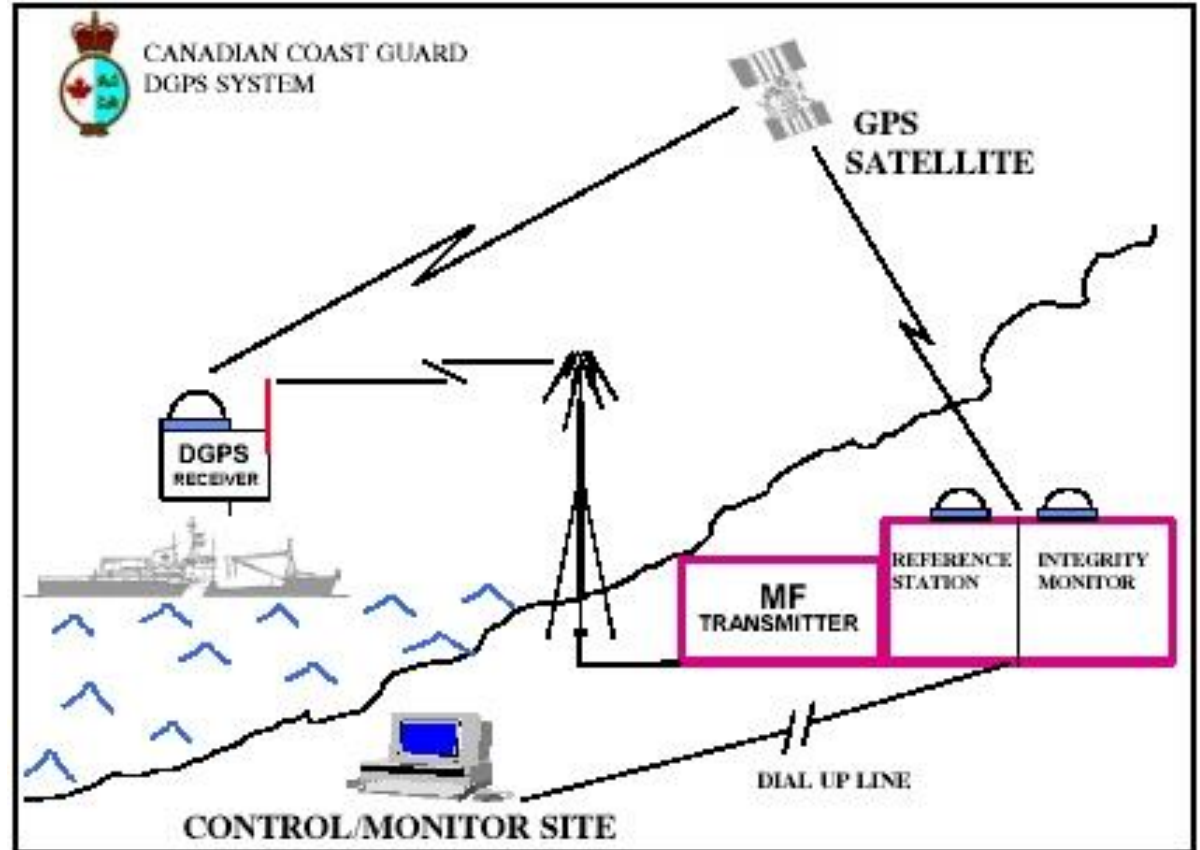 CANADIAN COAST GUARD
DGPS SYSTEM
GPS
SATELLITE
DGPS
RECEIVER
REFERENCE
STATION
INTEGRITY
MONITOR
MF
TRANSMITTER
DIAL UP LINE
CONTROL/MONITOR SITE